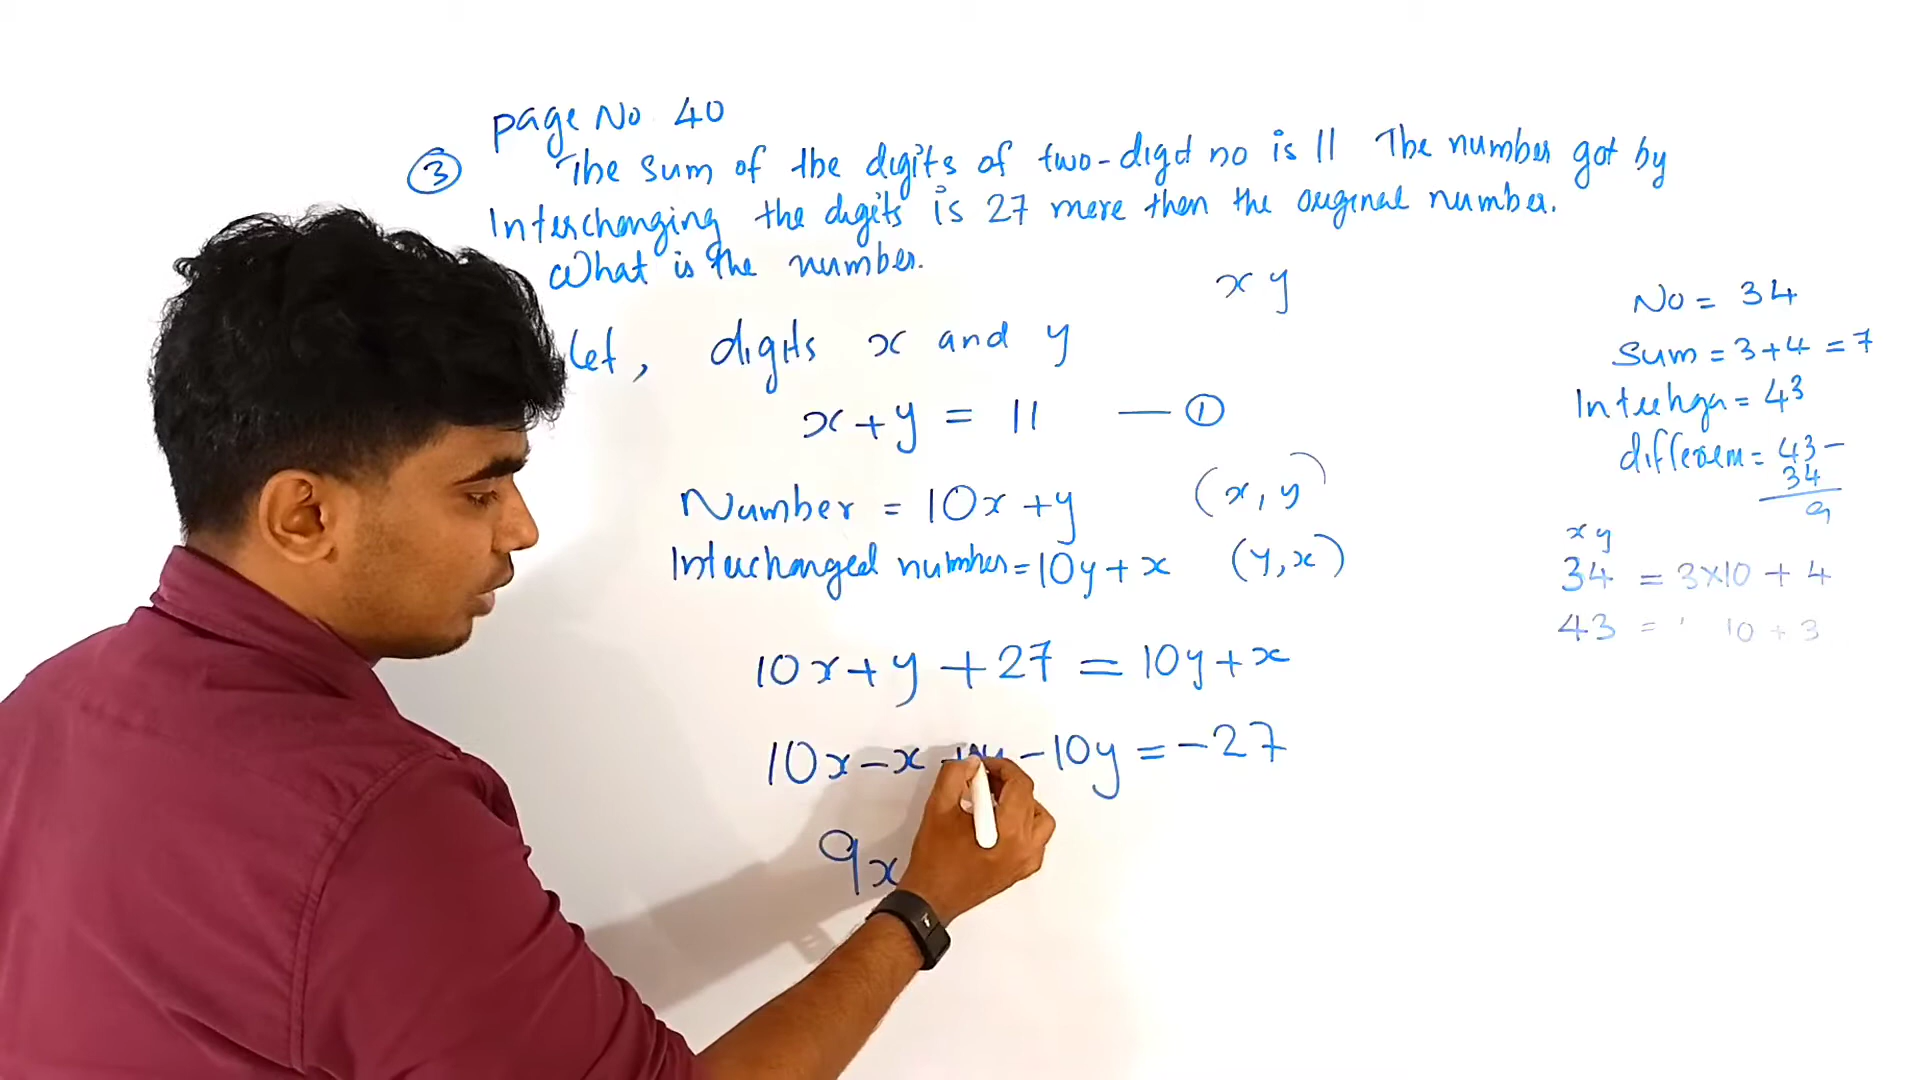 page No 40
③ The sum of the digits of two-digit no is 11 The number got by
Interchanging the digits is 27 more then the original number.
What is the number.
x y
Let, digits x and y
x+y = 11 — ①
Number = 10x+y (x, y)
Interchanged number = 10y+x (y, x)
10x+y+27 = 10y+x
10x-x -10y = -27
9x
No = 34
Sum = 3+4 = 7
= 43
= 43-
34
9
x y
34 = 3×10 + 4
43 = 10 + 3